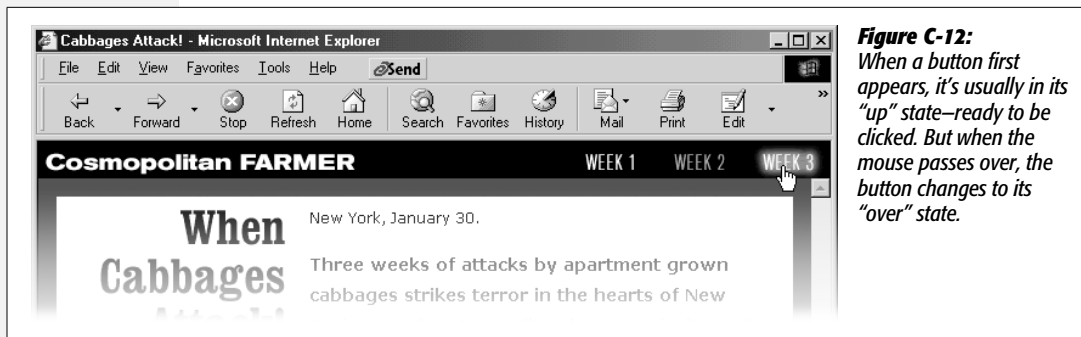 Cabbages Attack! - Microsoft Internet Explorer
File Edit View Favorites Tools Help Send
Back Forward Stop Refresh Home Search Favorites History Mail Print Edit »
Cosmopolitan FARMER WEEK 1 WEEK 2 WEEK 3
When
Cabbages
Attack!
New York, January 30.
Three weeks of attacks by apartment grown
cabbages strikes terror in the hearts of New
Figure C-12:
When a button first
appears, it’s usually in its
“up” state—ready to be
clicked. But when the
mouse passes over, the
button changes to its
“over” state.